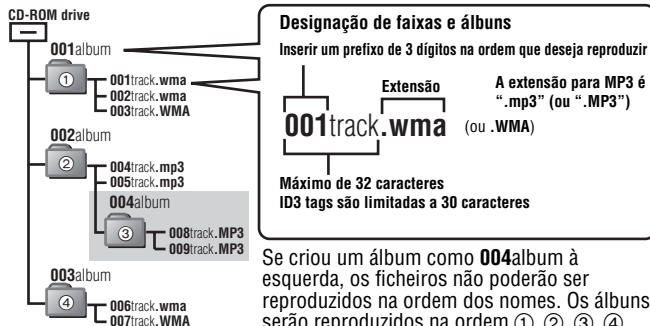 CD-ROM drive
001album
①
001track.wma
002track.wma
003track.WMA
002album
②
004track.mp3
005track.mp3
004album
③
008track.MP3
009track.MP3
003album
④
006track.wma
007track.WMA
Designação de faixas e álbuns
Inserir um prefixo de 3 dígitos na ordem que deseja reproduzir
Extensão
001track.wma
(ou .WMA)
A extensão para MP3 é
“.mp3” (ou “.MP3”)
Máximo de 32 caracteres
ID3 tags são limitadas a 30 caracteres
Se criou um álbum como 004album à
esquerda, os ficheiros não poderão ser
reproduzidos na ordem dos nomes. Os álbuns
serão reproduzidos na ordem ①, ②, ③, ④